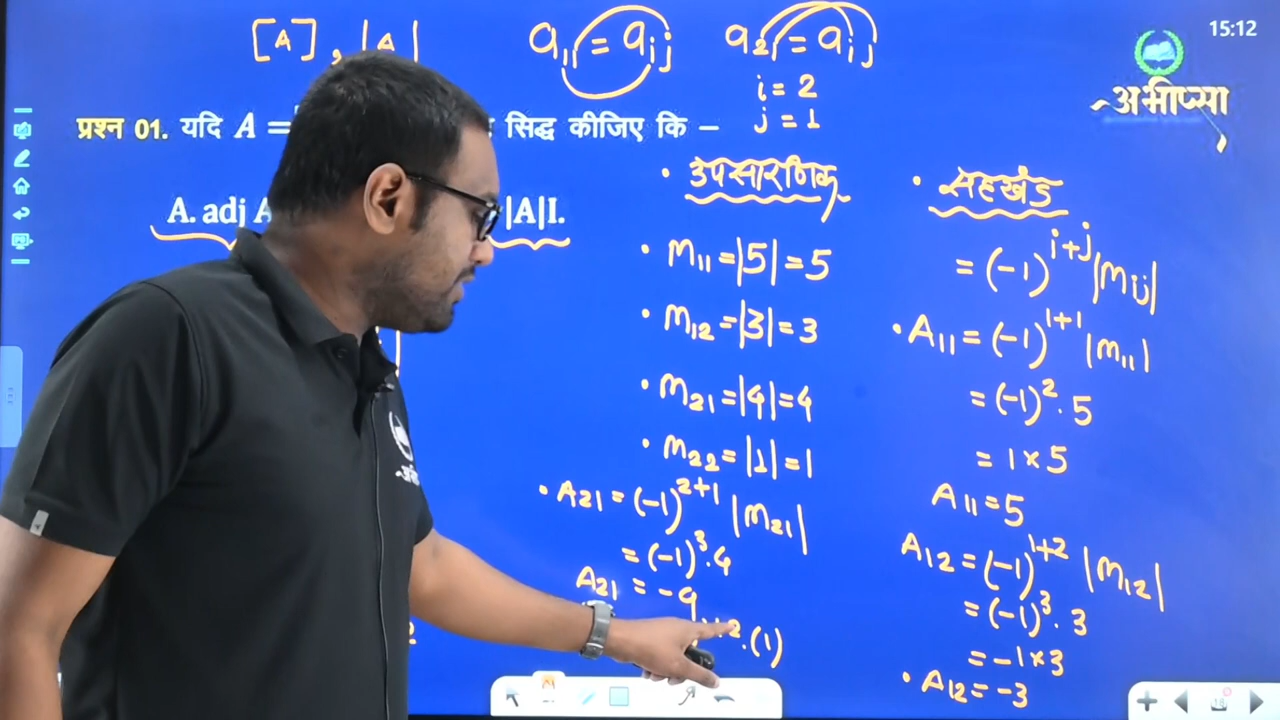 15:12
[A] , |A|
a₁₁ = aᵢⱼ
a₂₁ = aᵢⱼ
i = 2
j = 1
अभीप्सा
प्रश्न 01. यदि A = सिद्ध कीजिए कि –
A. adj A |A|I.
• उपसारणिक
• m₁₁ = |5| = 5
• m₁₂ = |3| = 3
• m₂₁ = |4| = 4
• m₂₂ = |1| = 1
• A₂₁ = (-1)²⁺¹ |m₂₁|
= (-1)³. 4
A₂₁ = -4
2.(1)
• सहखंड
= (-1)ⁱ⁺ʲ |mᵢⱼ|
• A₁₁ = (-1)¹⁺¹ |m₁₁|
= (-1)². 5
= 1 × 5
A₁₁ = 5
A₁₂ = (-1)¹⁺² |m₁₂|
= (-1)³. 3
= -1×3
• A₁₂ = -3